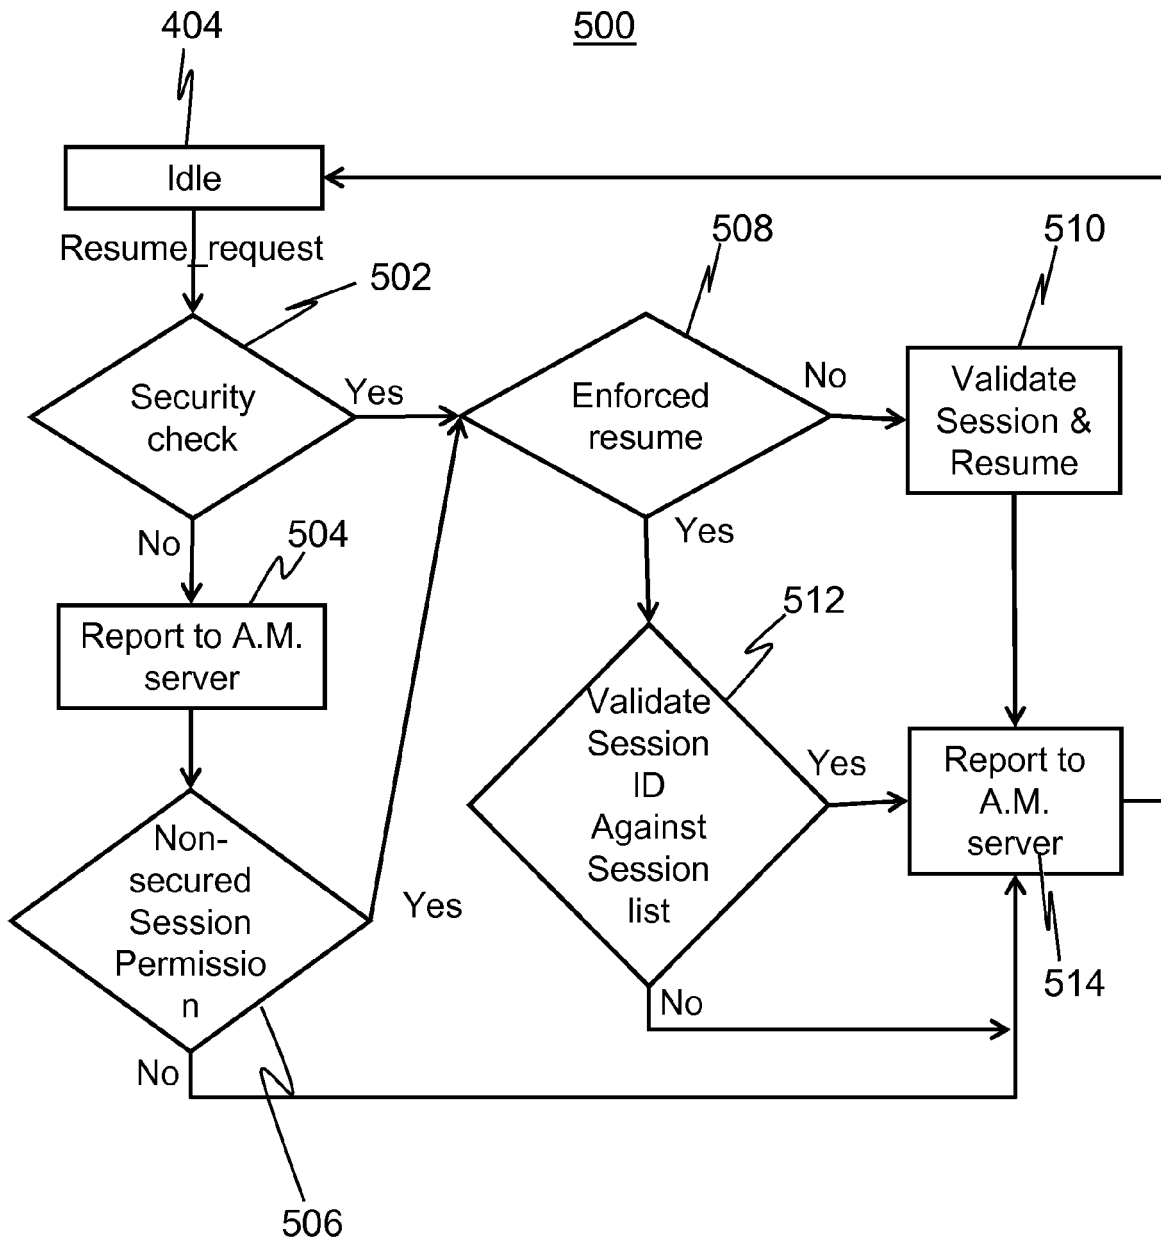 404
500
Idle
Resume_request
502
508
510
Security
check
Yes
Enforced
resume
No
Validate
Session &
Resume
No
504
Yes
Report to A.M.
server
512
Validate
Session
ID
Against
Session
list
Yes
Report to
A.M.
server
Non-
secured
Session
Permissio
n
Yes
No
514
No
506